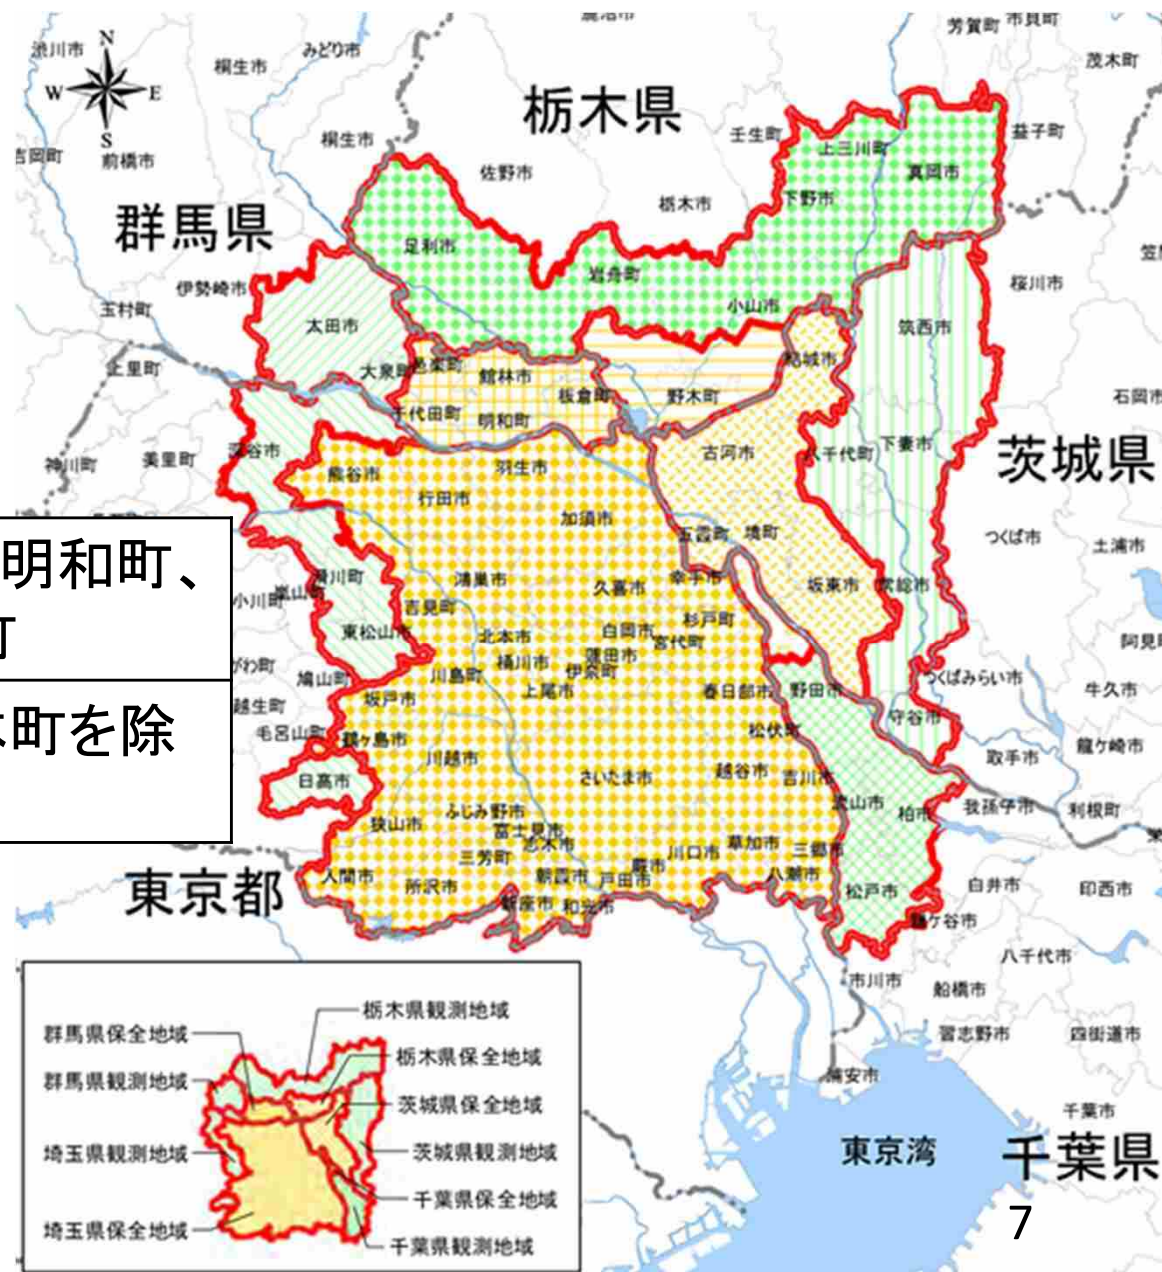 N
W E
S
渋川市
桐生市
みどり市
芳賀町
市貝町
茂木町
栃木県
吉岡町
前橋市
桐生市
佐野市
壬生町
上三川町
益子町
真岡市
群馬県
栃木市
下野市
足利市
伊勢崎市
岩舟町
桜川市
玉村町
太田市
小山市
筑西市
上里町
大泉町
邑楽町
館林市
結城市
板倉町
野木町
石岡市
千代田町
明和町
深谷市
古河市
八千代町
下妻市
茨城県
神川町
美里町
熊谷市
羽生市
行田市
加須市
五霞町
境町
つくば市
土浦市
明和町、
町
滑川町
小川町
嵐山町
鴻巣市
久喜市
幸手市
坂東市
常総市
吉見町
杉戸町
東松山市
北本市
白岡市
宮代町
阿見
がわ町
鳩山町
桶川市
蓮田市
伊奈町
川島町
上尾市
春日部市
野田市
つくばみらい市
牛久市
木町を除
越生町
坂戸市
毛呂山町
鶴ヶ島市
松伏町
守谷市
龍ケ崎市
川越市
越谷市
取手市
日高市
さいたま市
吉川市
流山市
柏市
我孫子市
利根町
ふじみ野市
狭山市
富士見市
志木市
三芳町
川口市
草加市
三郷市
蕨市
東京都
入間市
所沢市
朝霞市
戸田市
八潮市
松戸市
白井市
印西市
新座市
和光市
鎌ケ谷市
八千代市
市川市
船橋市
習志野市
四街道市
浦安市
千葉市
東京湾
千葉県
栃木県観測地域
群馬県保全地域
栃木県保全地域
群馬県観測地域
茨城県保全地域
埼玉県観測地域
茨城県観測地域
千葉県保全地域
埼玉県保全地域
千葉県観測地域
7